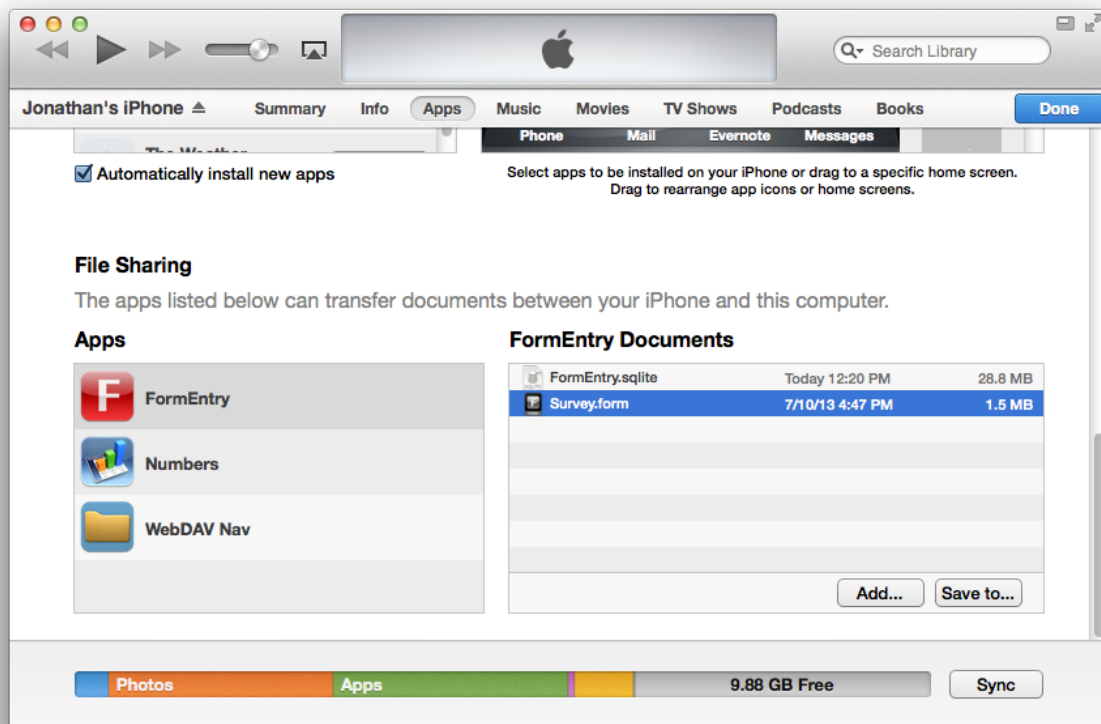 Search Library
Jonathan's iPhone Summary Info Apps Music Movies TV Shows Podcasts Books Done
Phone Mail Evernote Messages
The Weather
Automatically install new apps
Select apps to be installed on your iPhone or drag to a specific home screen.
Drag to rearrange app icons or home screens.
File Sharing
The apps listed below can transfer documents between your iPhone and this computer.
Apps
FormEntry Documents
F FormEntry
Numbers
WebDAV Nav
FormEntry.sqlite Today 12:20 PM 28.8 MB
Survey.form 7/10/13 4:47 PM 1.5 MB
Add... Save to...
Photos Apps 9.88 GB Free Sync